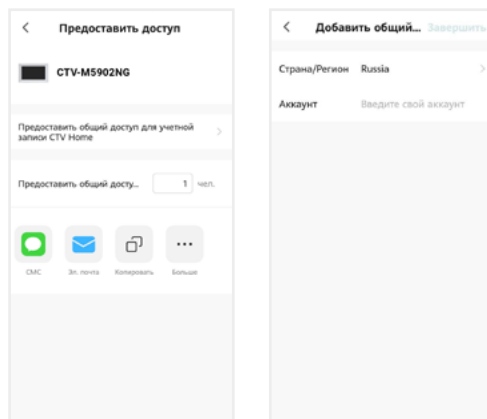 Предоставить доступ
CTV-M5902NG
Предоставить общий доступ для учетной
записи CTV Home
Предоставить общий досту... 1 чел.
СМС Эл. почта Копировать Больше
Добавить общий... Завершить
Страна/Регион Russia
Аккаунт Введите свой аккаунт